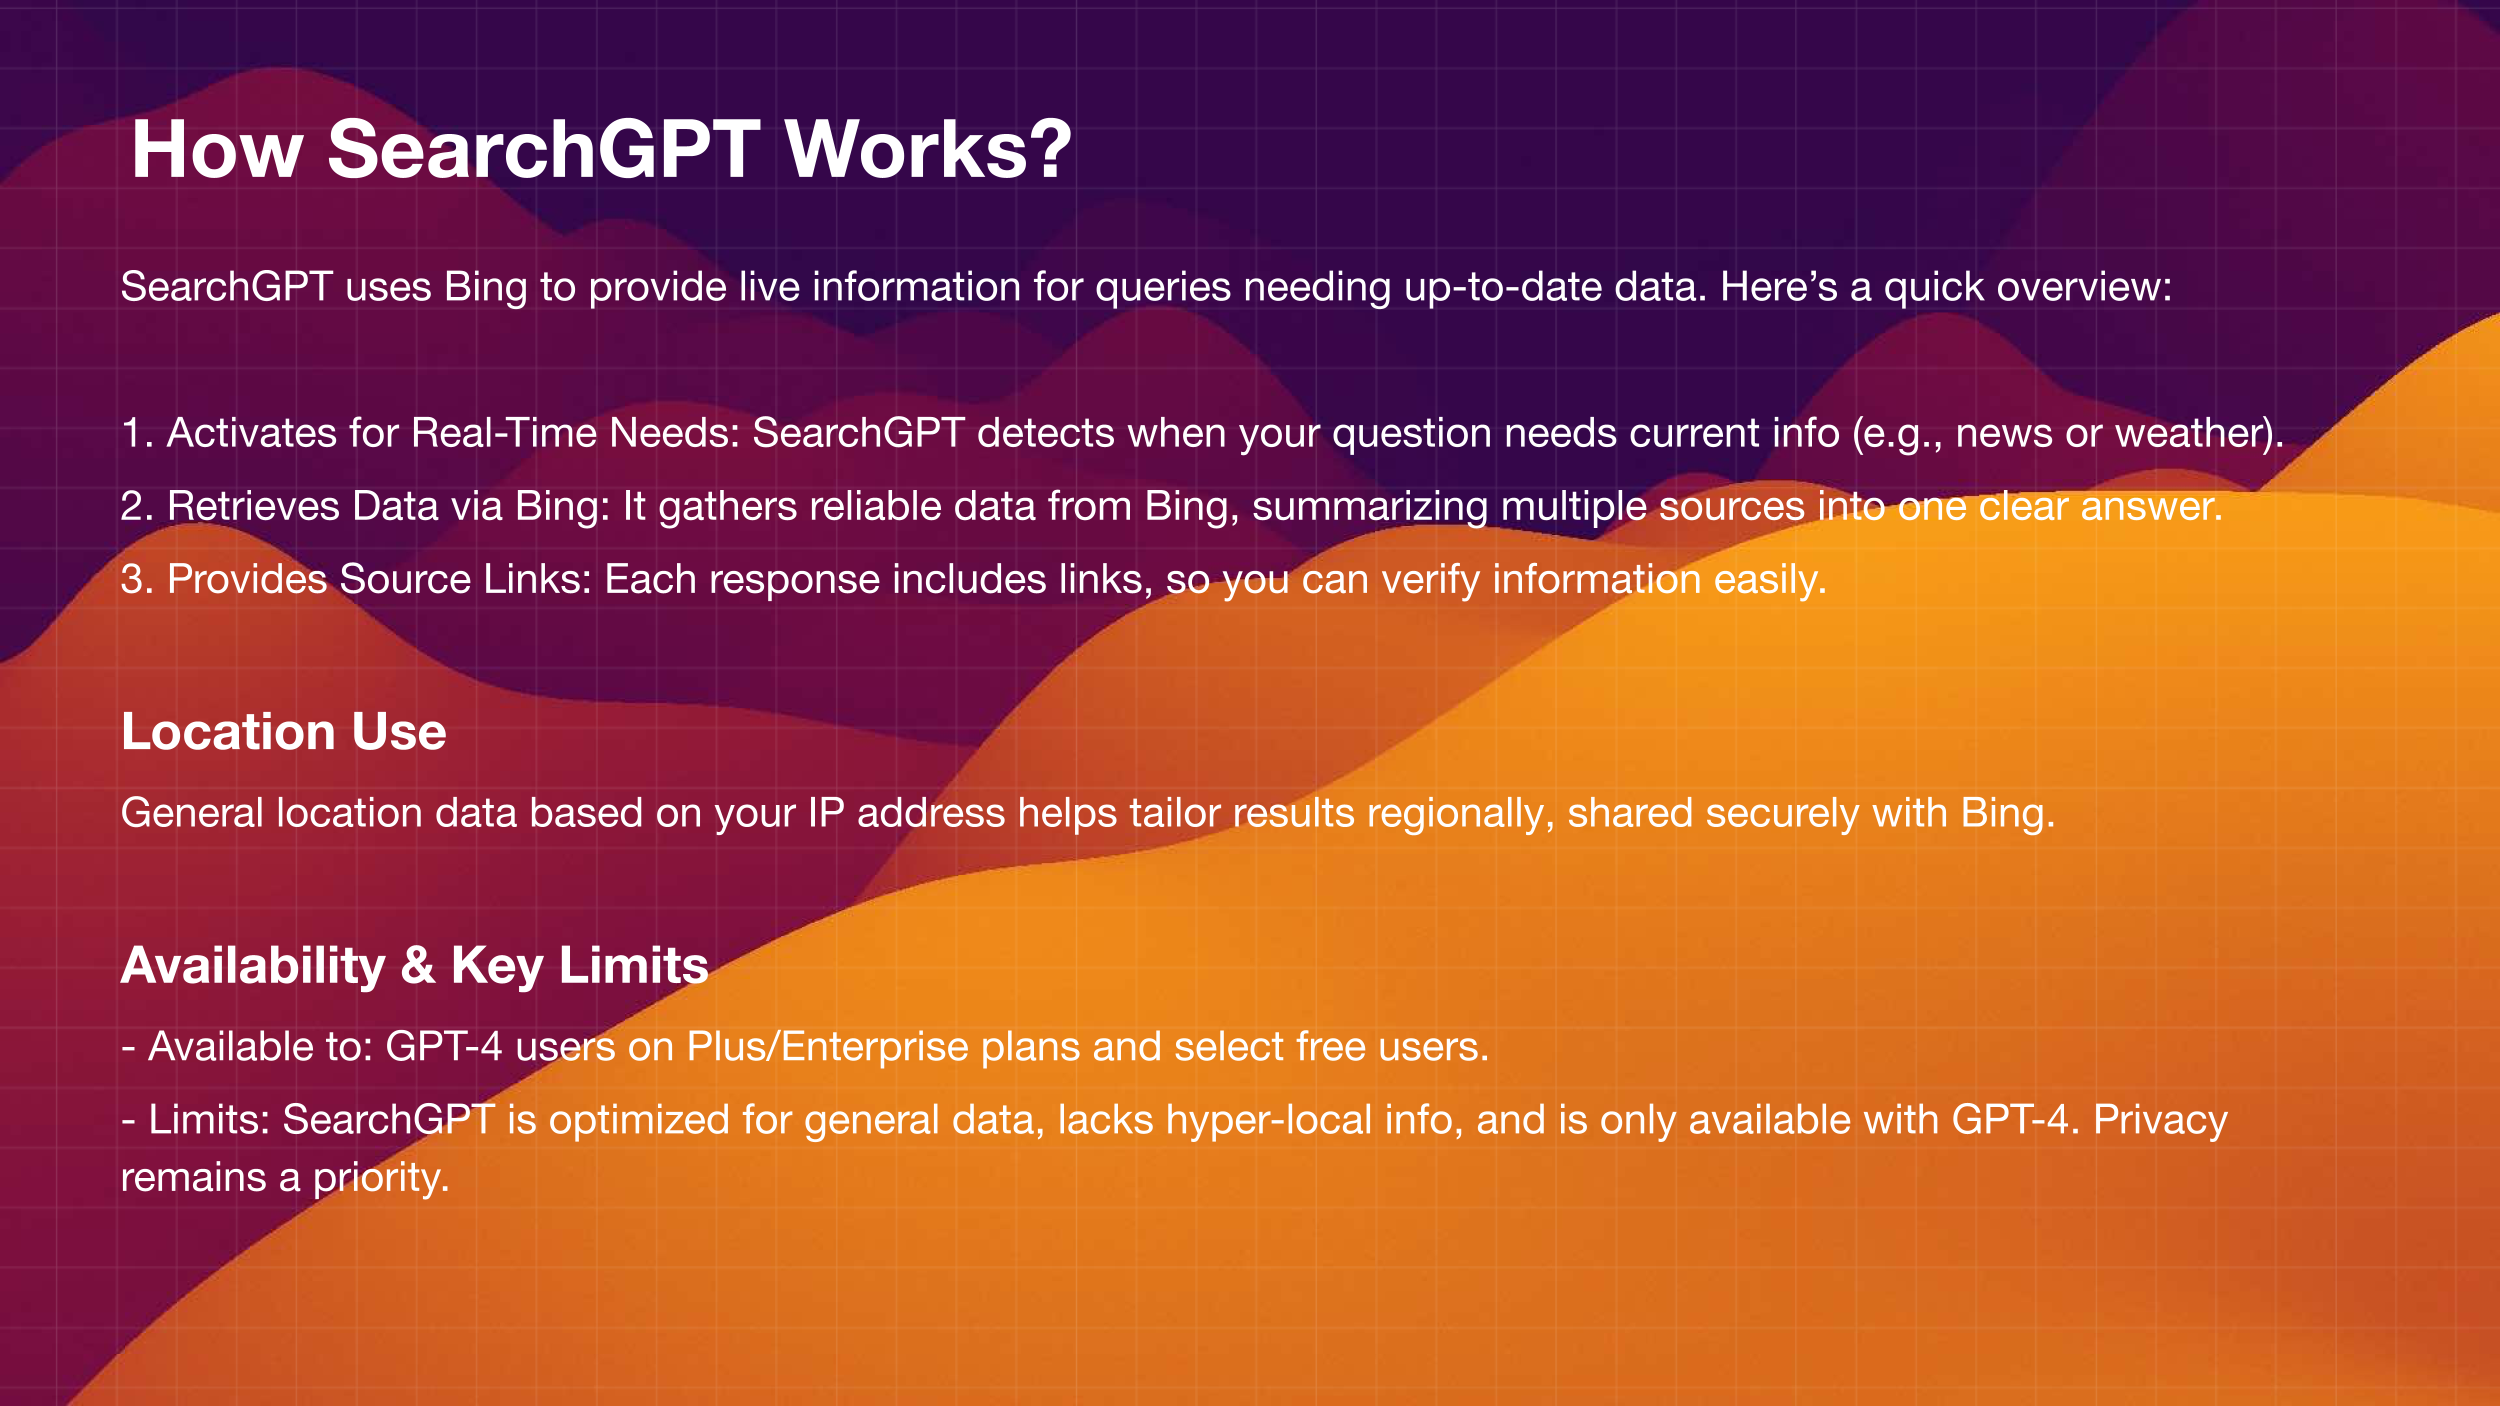 How SearchGPT Works?
SearchGPT uses Bing to provide live information for queries needing up-to-date data. Here’s a quick overview:
1. Activates for Real-Time Needs: SearchGPT detects when your question needs current info (e.g., news or weather).
2. Retrieves Data via Bing: It gathers reliable data from Bing, summarizing multiple sources into one clear answer.
3. Provides Source Links: Each response includes links, so you can verify information easily.
Location Use
General location data based on your IP address helps tailor results regionally, shared securely with Bing.
Availability & Key Limits
- Available to: GPT-4 users on Plus/Enterprise plans and select free users.
- Limits: SearchGPT is optimized for general data, lacks hyper-local info, and is only available with GPT-4. Privacy
remains a priority.